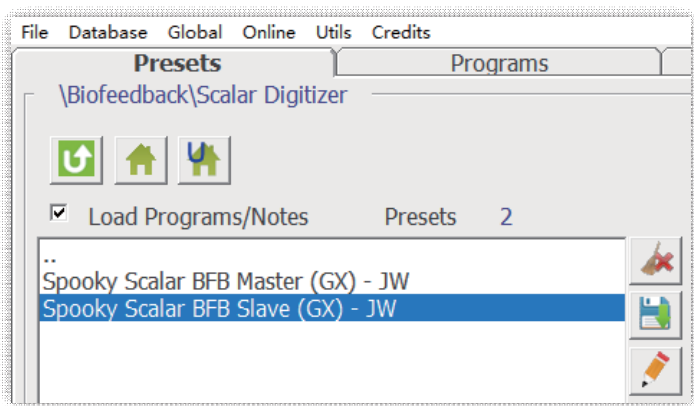 File Database Global Online Utils Credits
Presets Programs
\Biofeedback\Scalar Digitizer
U
Load Programs/Notes Presets 2
..
Spooky Scalar BFB Master (GX) - JW
Spooky Scalar BFB Slave (GX) - JW